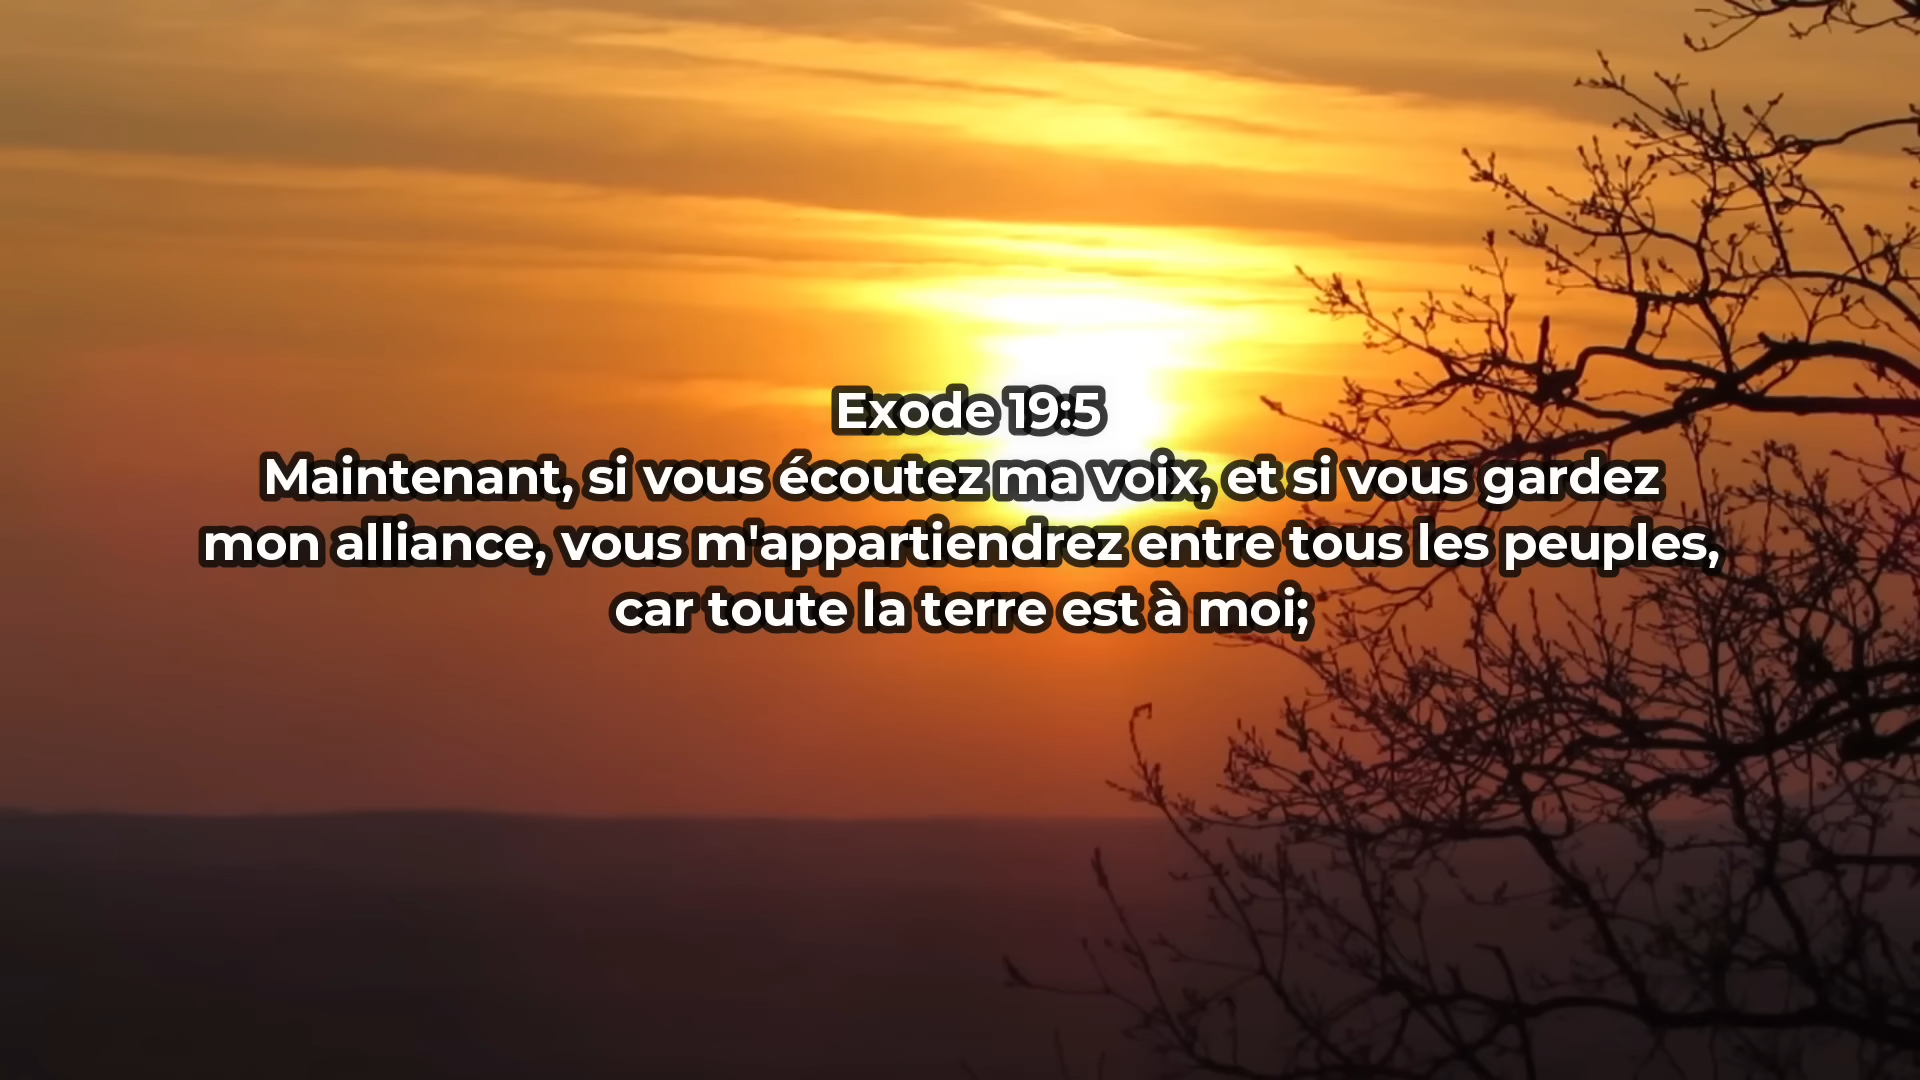 Exode 19:5
Maintenant, si vous écoutez ma voix, et si vous gardez
mon alliance, vous m'appartiendrez entre tous les peuples,
car toute la terre est à moi;